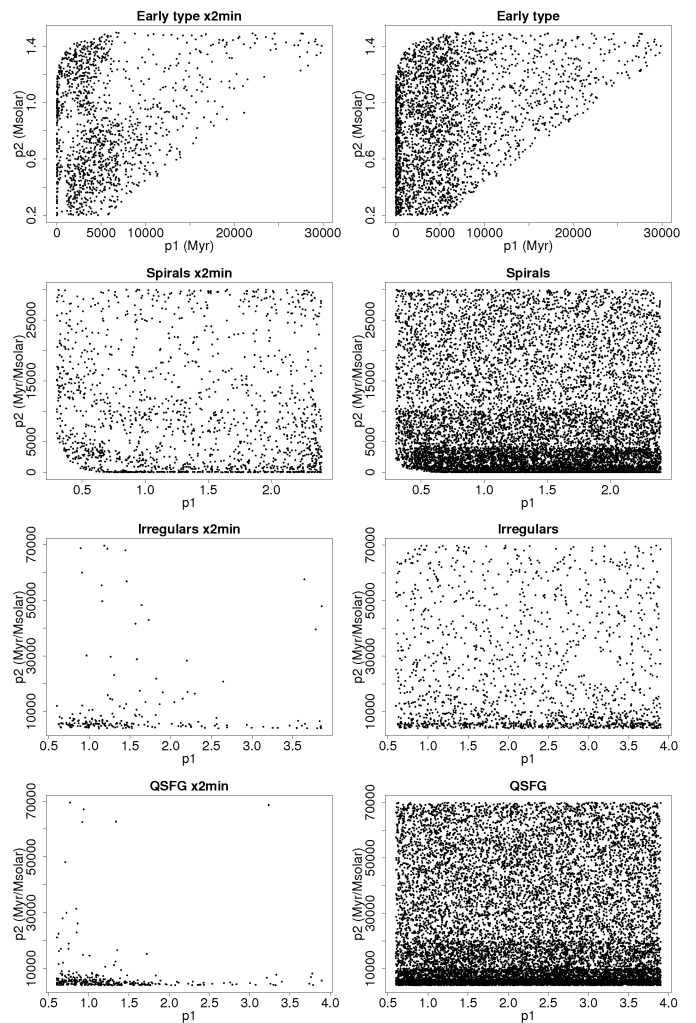 Early type x2min
Early type
p2 (Msolar)
0.2 0.6 1.0 1.4
0 5000 10000 20000 30000
p1 (Myr)
p2 (Msolar)
0.2 0.6 1.0 1.4
0 5000 10000 20000 30000
p1 (Myr)
Spirals x2min
Spirals
p2 (Myr/Msolar)
0 5000 15000 25000
0.5 1.0 1.5 2.0
p1
p2 (Myr/Msolar)
0 5000 15000 25000
0.5 1.0 1.5 2.0
p1
Irregulars x2min
Irregulars
p2 (Myr/Msolar)
10000 30000 50000 70000
0.5 1.0 1.5 2.0 2.5 3.0 3.5
p1
p2 (Myr/Msolar)
10000 30000 50000 70000
0.5 1.0 1.5 2.0 2.5 3.0 3.5 4.0
p1
QSFG x2min
QSFG
p2 (Myr/Msolar)
10000 30000 50000 70000
0.5 1.0 1.5 2.0 2.5 3.0 3.5 4.0
p1
p2 (Myr/Msolar)
10000 30000 50000 70000
0.5 1.0 1.5 2.0 2.5 3.0 3.5 4.0
p1